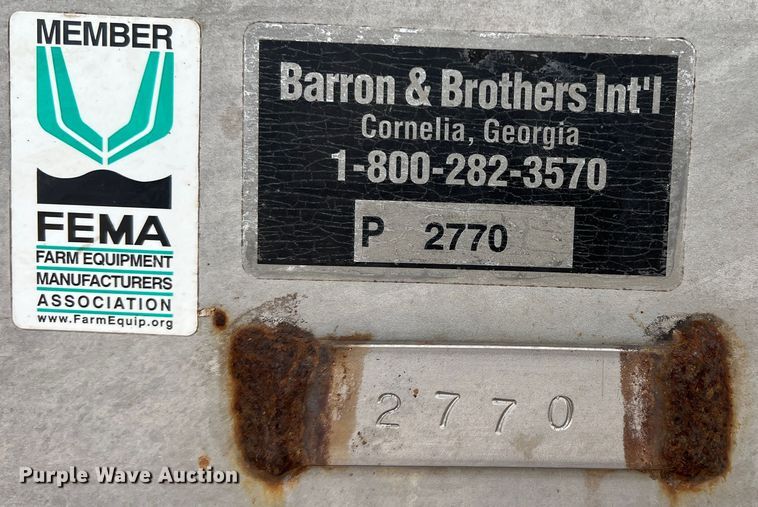 MEMBER
FEMA
FARM EQUIPMENT
MANUFACTURERS
ASSOCIATION
www.FarmEquip.org
Barron & Brothers Int'l
Cornelia, Georgia
1-800-282-3570
P 2770
2770
Purple Wave Auction